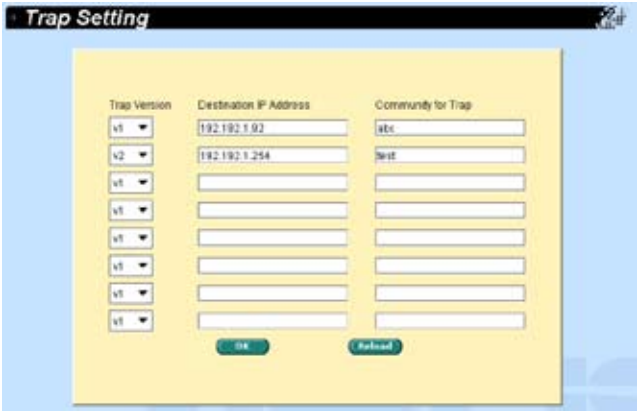 Trap Setting
Trap Version Destination IP Address Community for Trap
v1 192.192.1.92 abc
v2 192.192.1.254 test
v1
v1
v1
v1
v1
v1
OK Reload